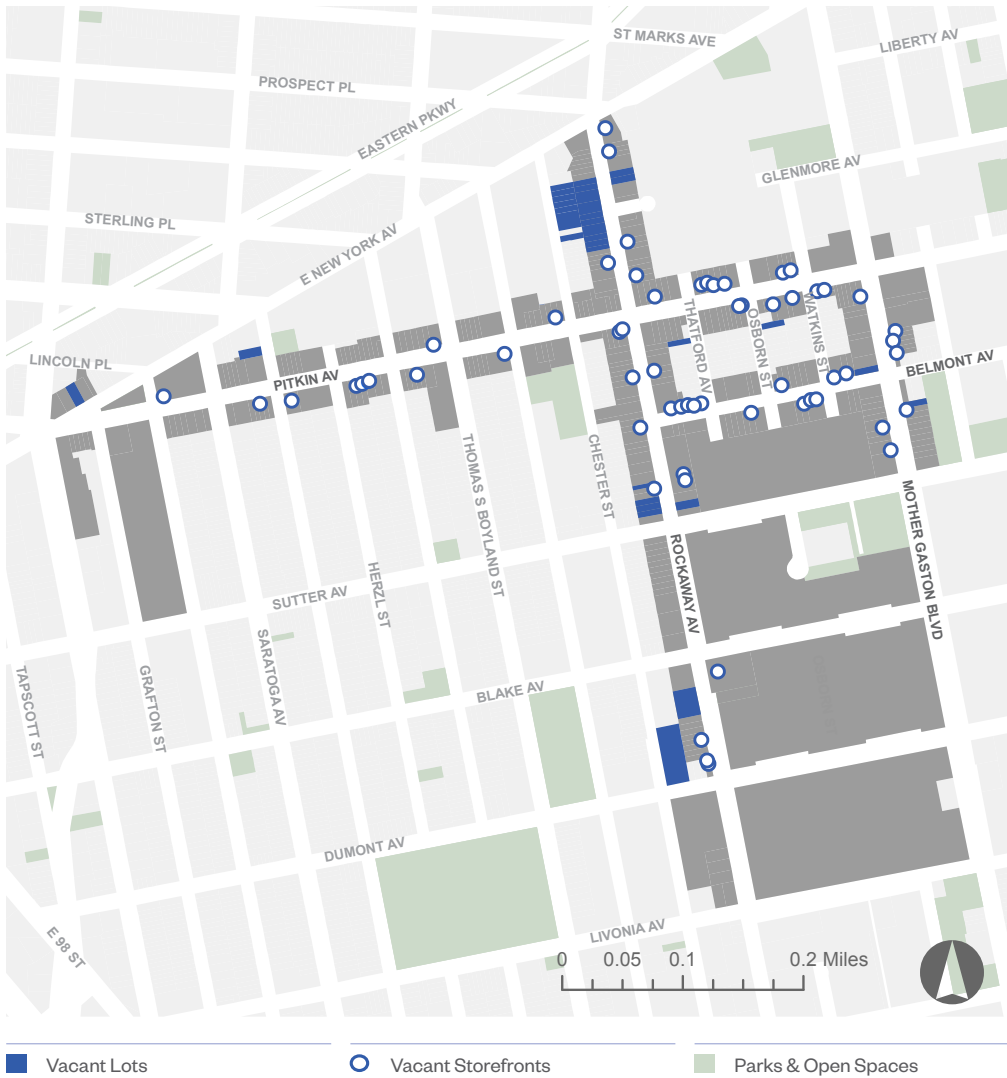 ST MARKS AVE
LIBERTY AV
PROSPECT PL
EASTERN PKWY
GLENMORE AV
STERLING PL
E NEW YORK AV
THATFORD AV
OSBORN ST
WATKINS ST
LINCOLN PL
PITKIN AV
BELMONT AV
CHESTER ST
THOMAS S BOYLAND ST
MOTHER GASTON BLVD
ROCKAWAY AV
HERZL ST
SUTTER AV
SARATOGA AV
GRAFTON ST
TAPSCOTT ST
BLAKE AV
DUMONT AV
LIVONIA AV
E 98 ST
0 0.05 0.1 0.2 Miles
Vacant Lots
Vacant Storefronts
Parks & Open Spaces